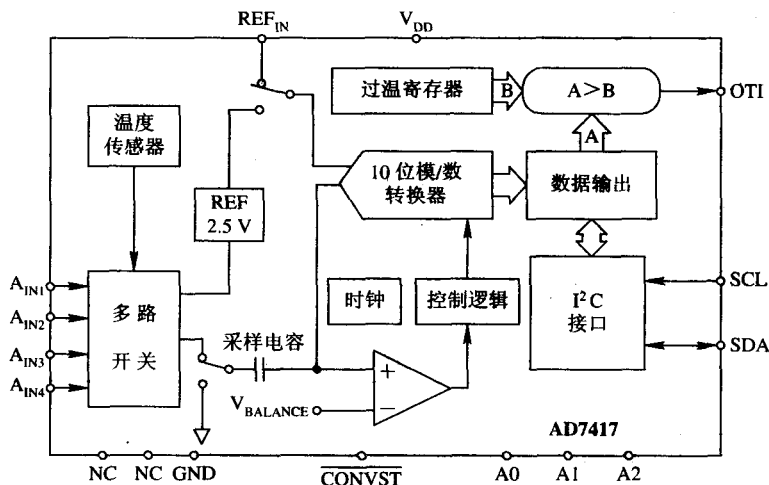 REF_IN
V_DD
过温寄存器
B
A＞B
OTI
温度
传感器
A
10 位模/数
转换器
数据输出
REF
2.5 V
A_IN1
A_IN2
A_IN3
A_IN4
多 路
开 关
时钟
控制逻辑
I²C
接口
SCL
SDA
采样电容
+
−
V_BALANCE
AD7417
NC
NC
GND
C̅O̅N̅V̅S̅T̅
A0
A1
A2